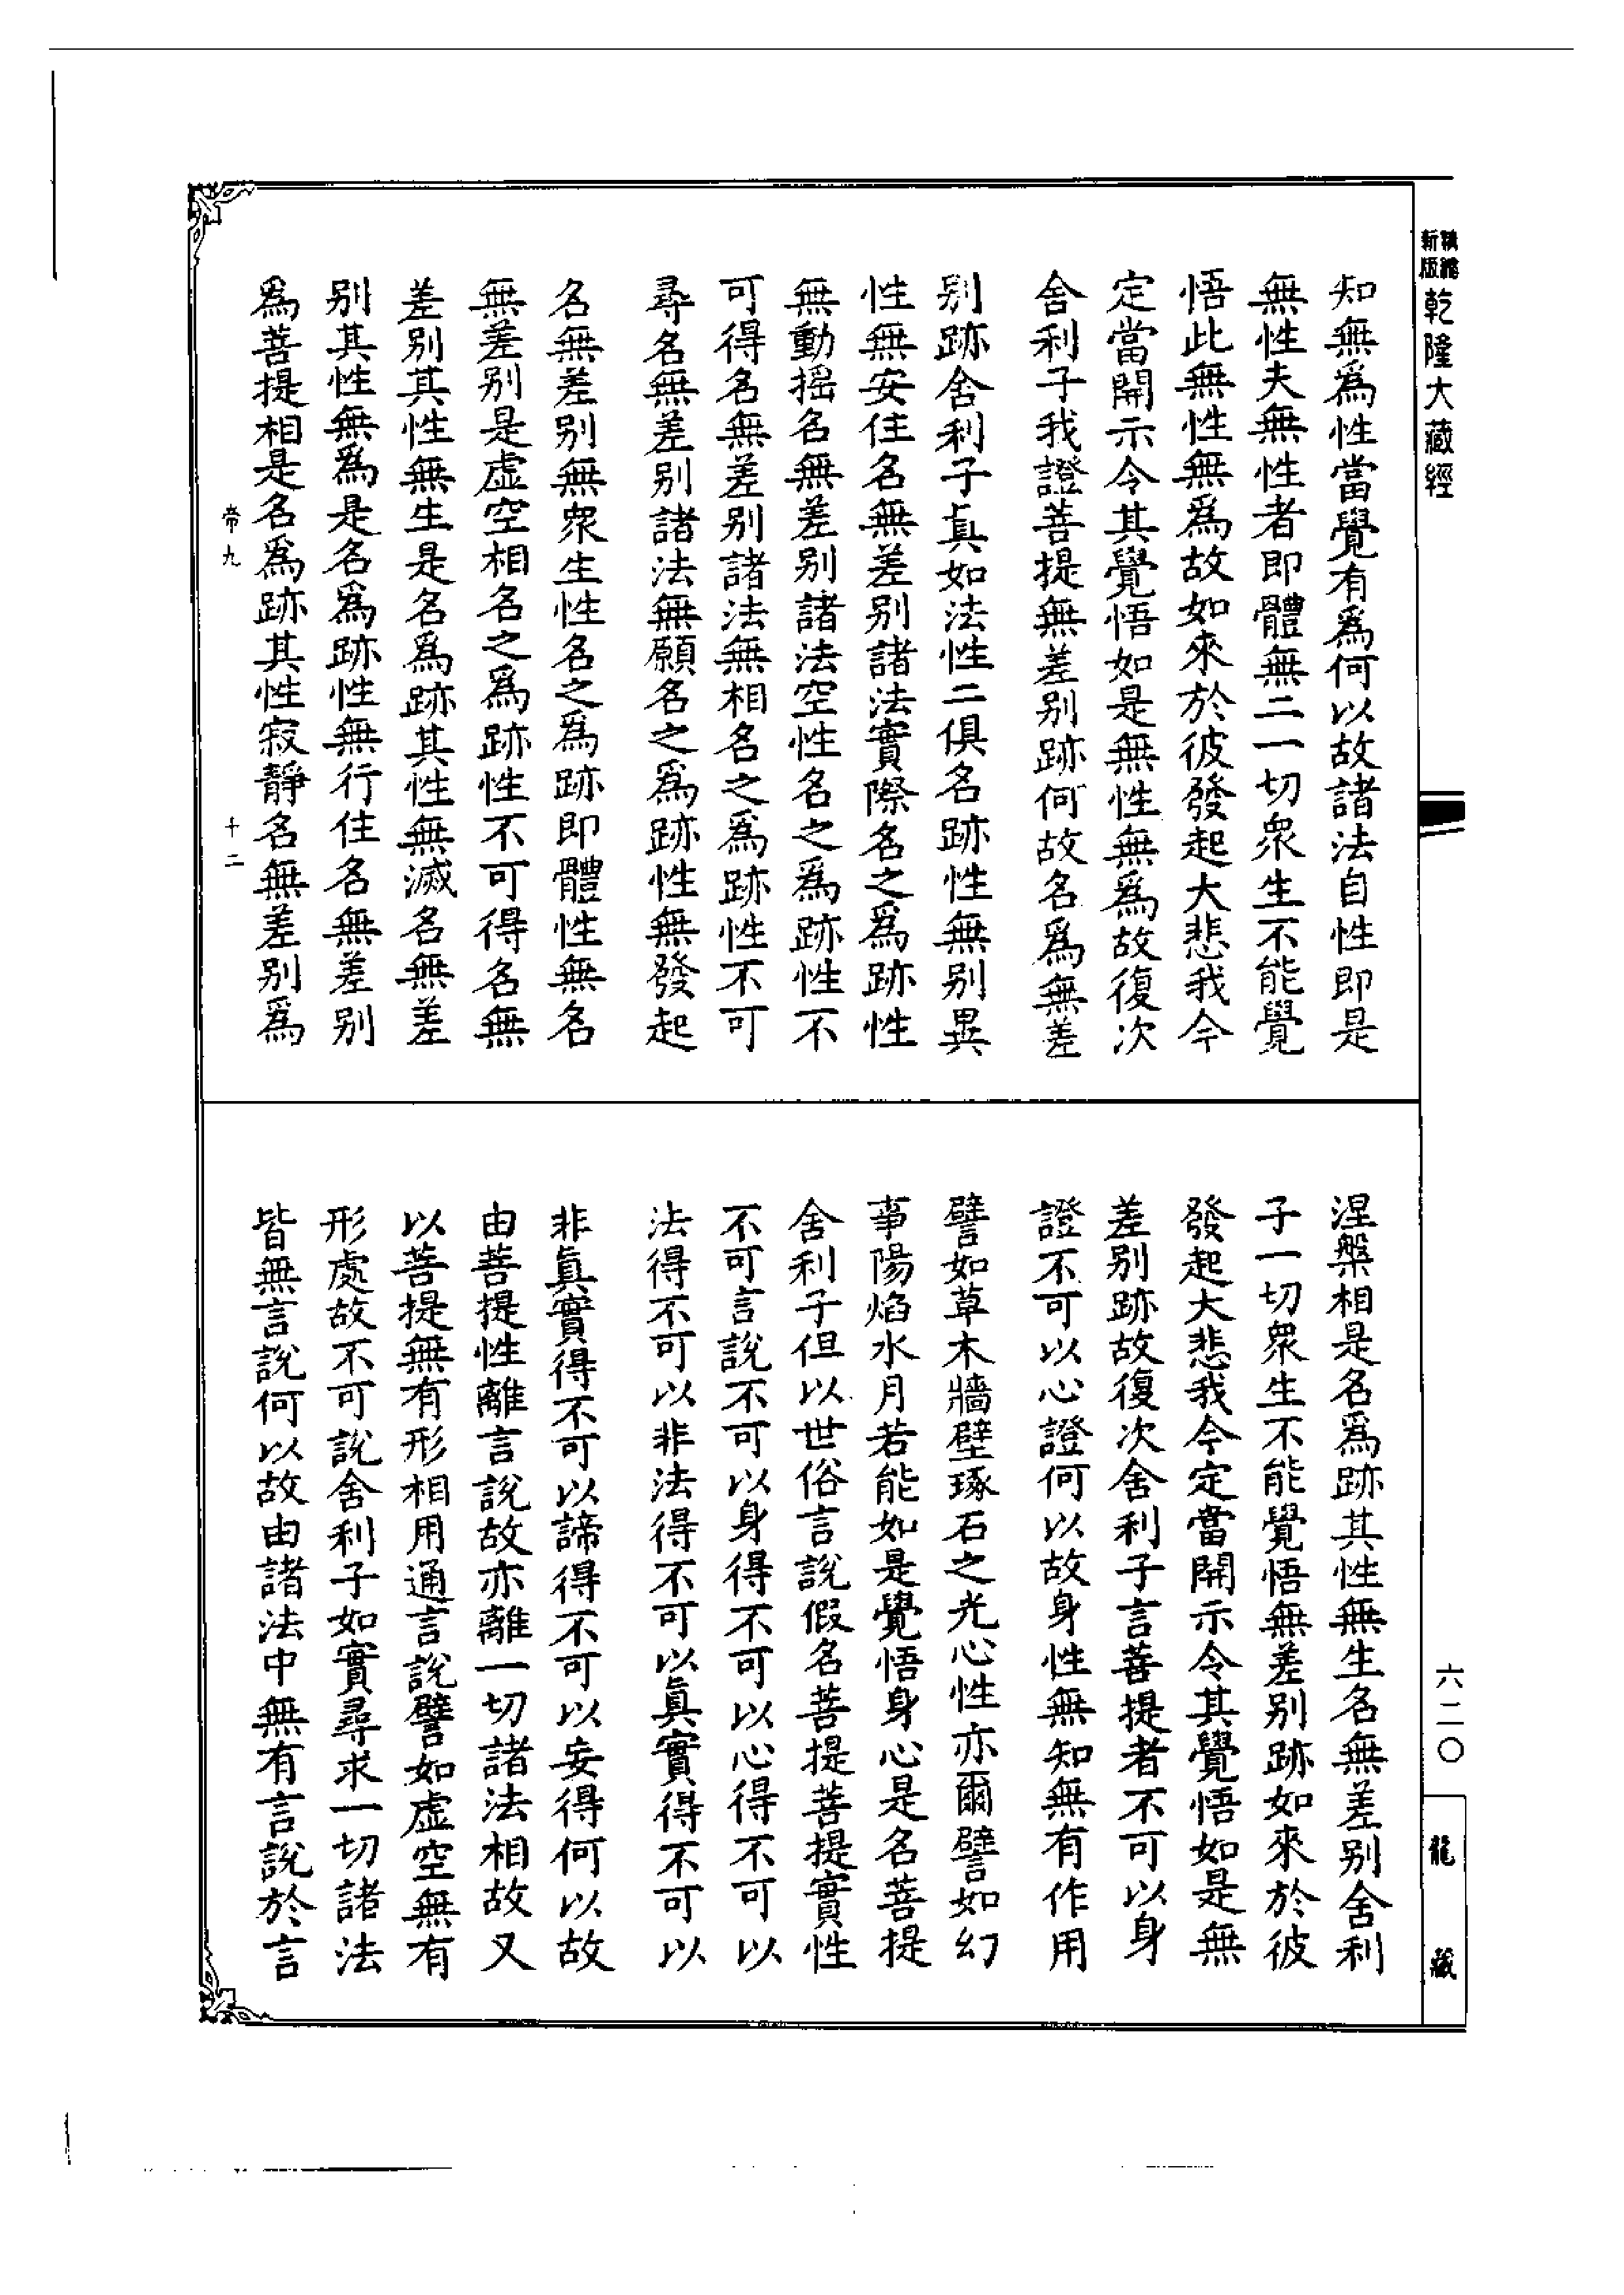 精縮
新版
乾隆大藏經
知無爲性當覺有爲何以故諸法自性即是
無性夫無性者即體無二一切眾生不能覺
悟此無性無爲故如來於彼發起大悲我今
定當開示令其覺悟如是無性無爲故復次
舍利子我證菩提無差別跡何故名爲無差
別跡舍利子真如法性二俱名跡性無別異
性無安住名無差別諸法實際名之爲跡性
無動搖名無差別諸法空性名之爲跡性不
可得名無差別諸法無相名之爲跡性不可
尋名無差別諸法無願名之爲跡性無發起
名無差別無眾生性名之爲跡即體性無名
無差別是虛空相名之爲跡性不可得名無
差別其性無生是名爲跡其性無滅名無差
別其性無爲是名爲跡性無行住名無差別
爲菩提相是名爲跡其性寂靜名無差別爲
帝九
十二
涅槃相是名爲跡其性無生名無差別舍利
子一切眾生不能覺悟無差別跡如來於彼
發起大悲我今定當開示令其覺悟如是無
差別跡故復次舍利子言菩提者不可以身
證不可以心證何以故身性無知無有作用
譬如草木牆壁琢石之光心性亦爾譬如幻
事陽焰水月若能如是覺悟身心是名菩提
舍利子但以世俗言說假名菩提菩提實性
不可言說不可以身得不可以心得不可以
法得不可以非法得不可以真實得不可以
非真實得不可以諦得不可以妄得何以故
由菩提性離言說故亦離一切諸法相故又
以菩提無有形相用通言說譬如虛空無有
形處故不可說舍利子如實尋求一切諸法
皆無言說何以故由諸法中無有言說於言
六二〇
龍藏